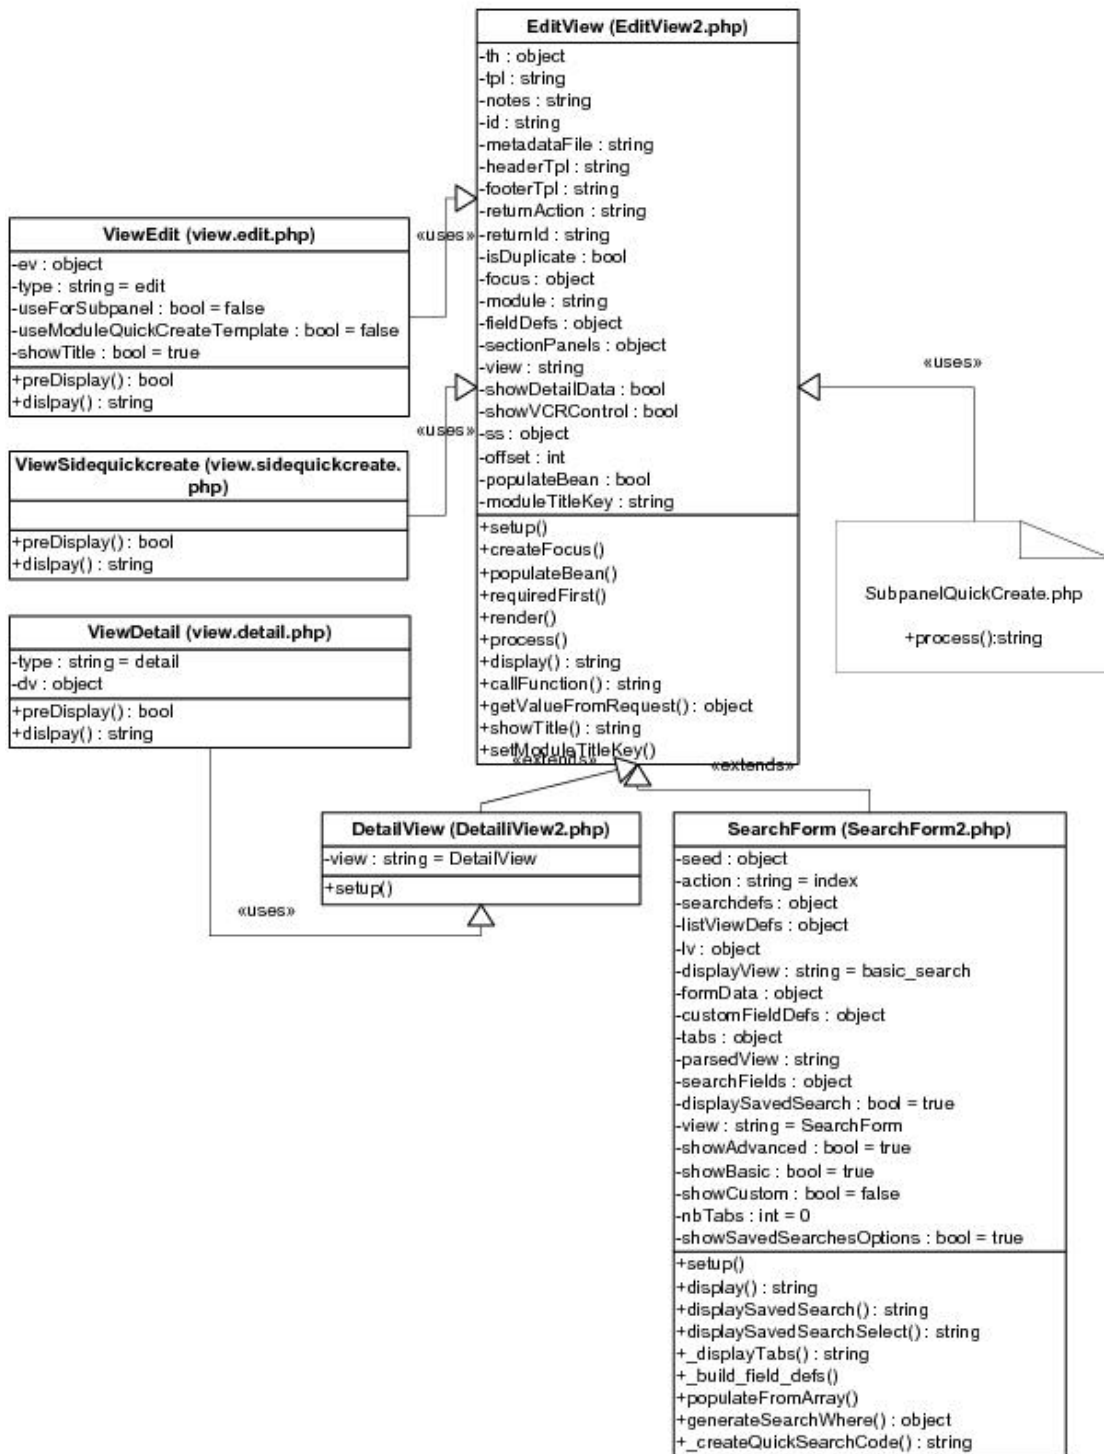 EditView (EditView2.php)
-th : object
-tpl : string
-notes : string
-id : string
-metadataFile : string
-headerTpl : string
-footerTpl : string
-returnAction : string
-returnId : string
-isDuplicate : bool
-focus : object
-module : string
-fieldDefs : object
-sectionPanels : object
-view : string
-showDetailData : bool
-showVCRControl : bool
-ss : object
-offset : int
-populateBean : bool
-moduleTitleKey : string
+setup()
+createFocus()
+populateBean()
+requiredFirst()
+render()
+process()
+display() : string
+callFunction() : string
+getValueFromRequest() : object
+showTitle() : string
+setModuleTitleKey()
ViewEdit (view.edit.php)
-ev : object
-type : string = edit
-useForSubpanel : bool = false
-useModuleQuickCreateTemplate : bool = false
-showTitle : bool = true
+preDisplay() : bool
+dislpay() : string
«uses»
ViewSidequickcreate (view.sidequickcreate.
php)
+preDisplay() : bool
+dislpay() : string
«uses»
ViewDetail (view.detail.php)
-type : string = detail
-dv : object
+preDisplay() : bool
+dislpay() : string
«uses»
«uses»
SubpanelQuickCreate.php
+process():string
«extends»
«extends»
DetailView (DetailiView2.php)
-view : string = DetailView
+setup()
SearchForm (SearchForm2.php)
-seed : object
-action : string = index
-searchdefs : object
-listViewDefs : object
-lv : object
-displayView : string = basic_search
-formData : object
-customFieldDefs : object
-tabs : object
-parsedView : string
-searchFields : object
-displaySavedSearch : bool = true
-view : string = SearchForm
-showAdvanced : bool = true
-showBasic : bool = true
-showCustom : bool = false
-nbTabs : int = 0
-showSavedSearchesOptions : bool = true
+setup()
+display() : string
+displaySavedSearch() : string
+displaySavedSearchSelect() : string
+_displayTabs() : string
+_build_field_defs()
+populateFromArray()
+generateSearchWhere() : object
+_createQuickSearchCode() : string